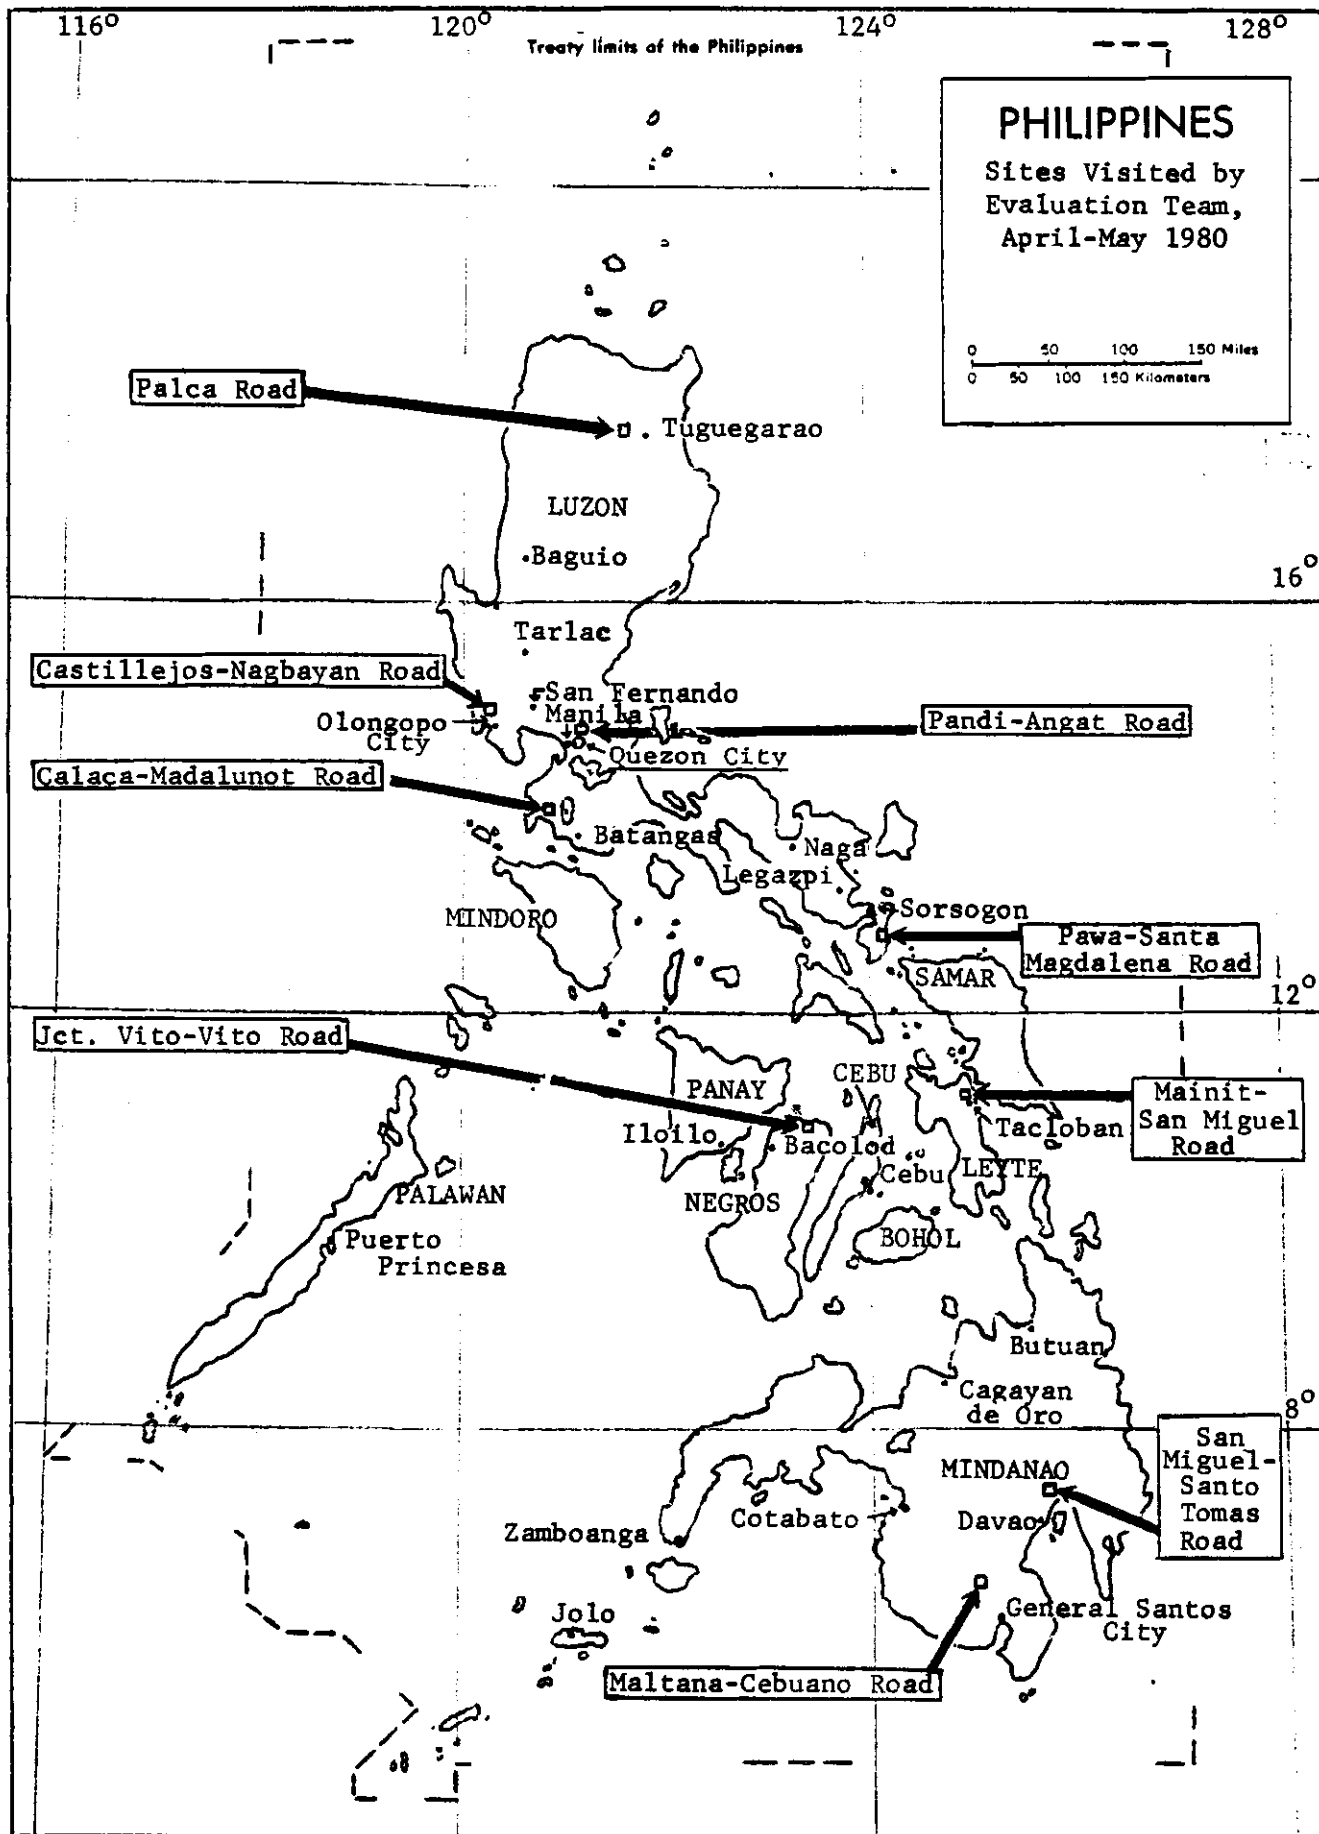 116°
120°
124°
128°
Treaty limits of the Philippines
PHILIPPINES
Sites Visited by
Evaluation Team,
April-May 1980
0 50 100 150 Miles
0 50 100 150 Kilometers
Palca Road
Tuguegarao
LUZON
Baguio
16°
Tarlac
Castillejos-Nagbayan Road
San Fernando
Manila
Olongopo
City
Pandi-Angat Road
Quezon City
Calaca-Madalunot Road
Batangas
Naga
Legazpi
MINDORO
Sorsogon
Pawa-Santa
Magdalena Road
SAMAR
12°
Jct. Vito-Vito Road
CEBU
PANAY
Mainit-
San Miguel
Road
Iloilo
Bacolod
Tacloban
Cebu
LEYTE
PALAWAN
NEGROS
BOHOL
Puerto
Princesa
Butuan
Cagayan
de Oro
8°
San
Miguel-
Santo
Tomas
Road
MINDANAO
Cotabato
Davao
Zamboanga
Jolo
General Santos
City
Maltana-Cebuano Road